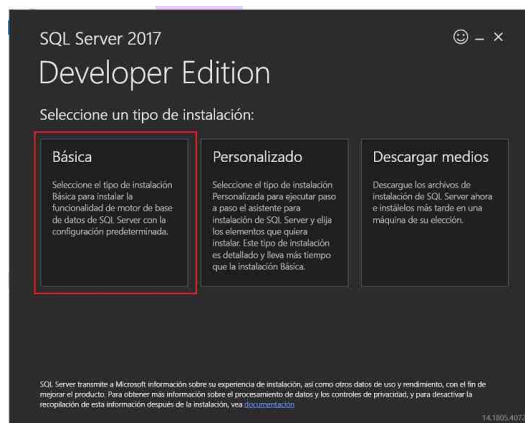 SQL Server 2017
Developer Edition
Seleccione un tipo de instalación:
Básica
Seleccione el tipo de instalación
Básica para instalar la
funcionalidad de motor de base
de datos de SQL Server con la
configuración predeterminada.
Personalizado
Seleccione el tipo de instalación
Personalizada para ejecutar paso
a paso el asistente para
instalación de SQL Server y elija
los elementos que quiera
instalar. Este tipo de instalación
es detallado y lleva más tiempo
que la instalación Básica.
Descargar medios
Descargue los archivos de
instalación de SQL Server ahora
e instálelos más tarde en una
máquina de su elección.
SQL Server transmite a Microsoft información sobre su experiencia de instalación, así como otros datos de uso y rendimiento, con el fin de
mejorar el producto. Para obtener más información sobre el procesamiento de datos y los controles de privacidad, y para desactivar la
recopilación de esta información después de la instalación, vea documentación